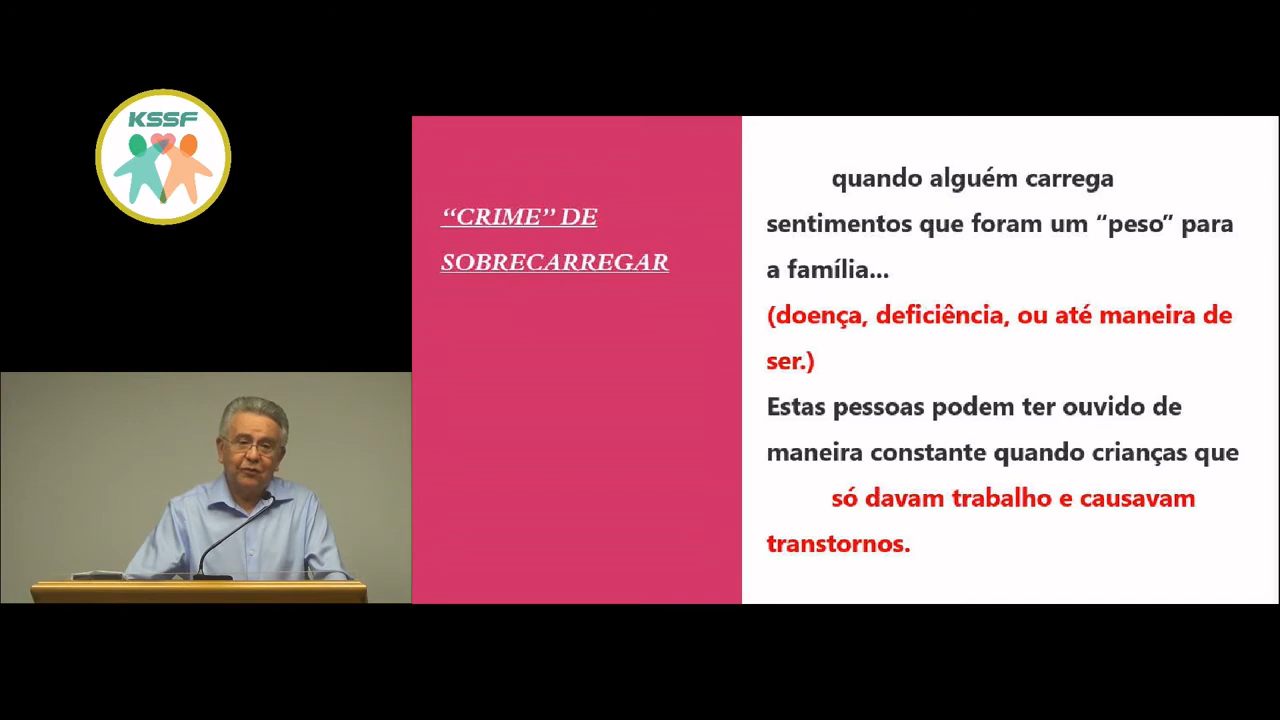 KSSF
“CRIME” DE
SOBRECARREGAR
quando alguém carrega
sentimentos que foram um “peso” para
a família...
(doença, deficiência, ou até maneira de
ser.)
Estas pessoas podem ter ouvido de
maneira constante quando crianças que
só davam trabalho e causavam
transtornos.